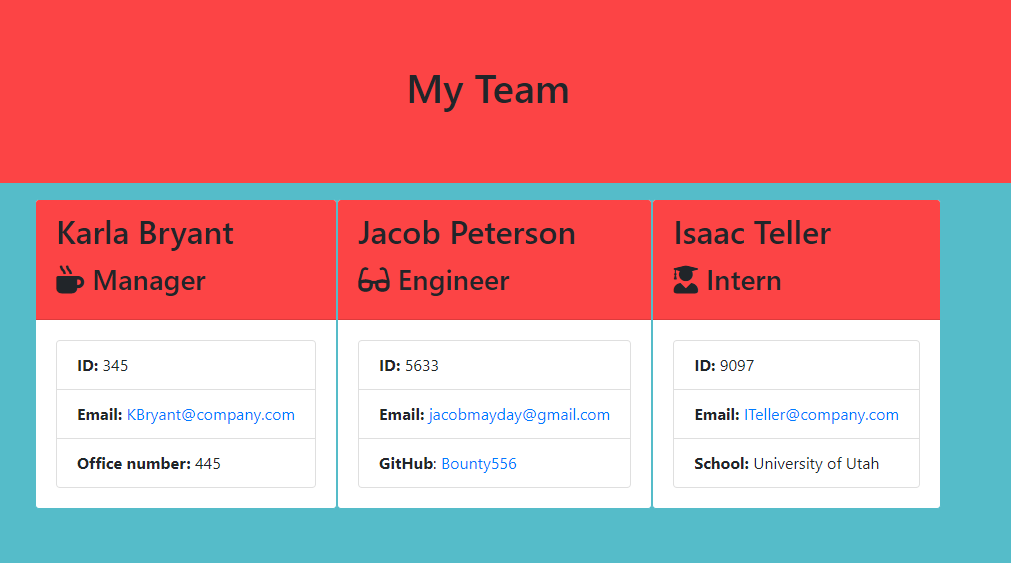 My Team
Karla Bryant
Manager
ID: 345
Email: KBryant@company.com
Office number: 445
Jacob Peterson
Engineer
ID: 5633
Email: jacobmayday@gmail.com
GitHub: Bounty556
Isaac Teller
Intern
ID: 9097
Email: ITeller@company.com
School: University of Utah